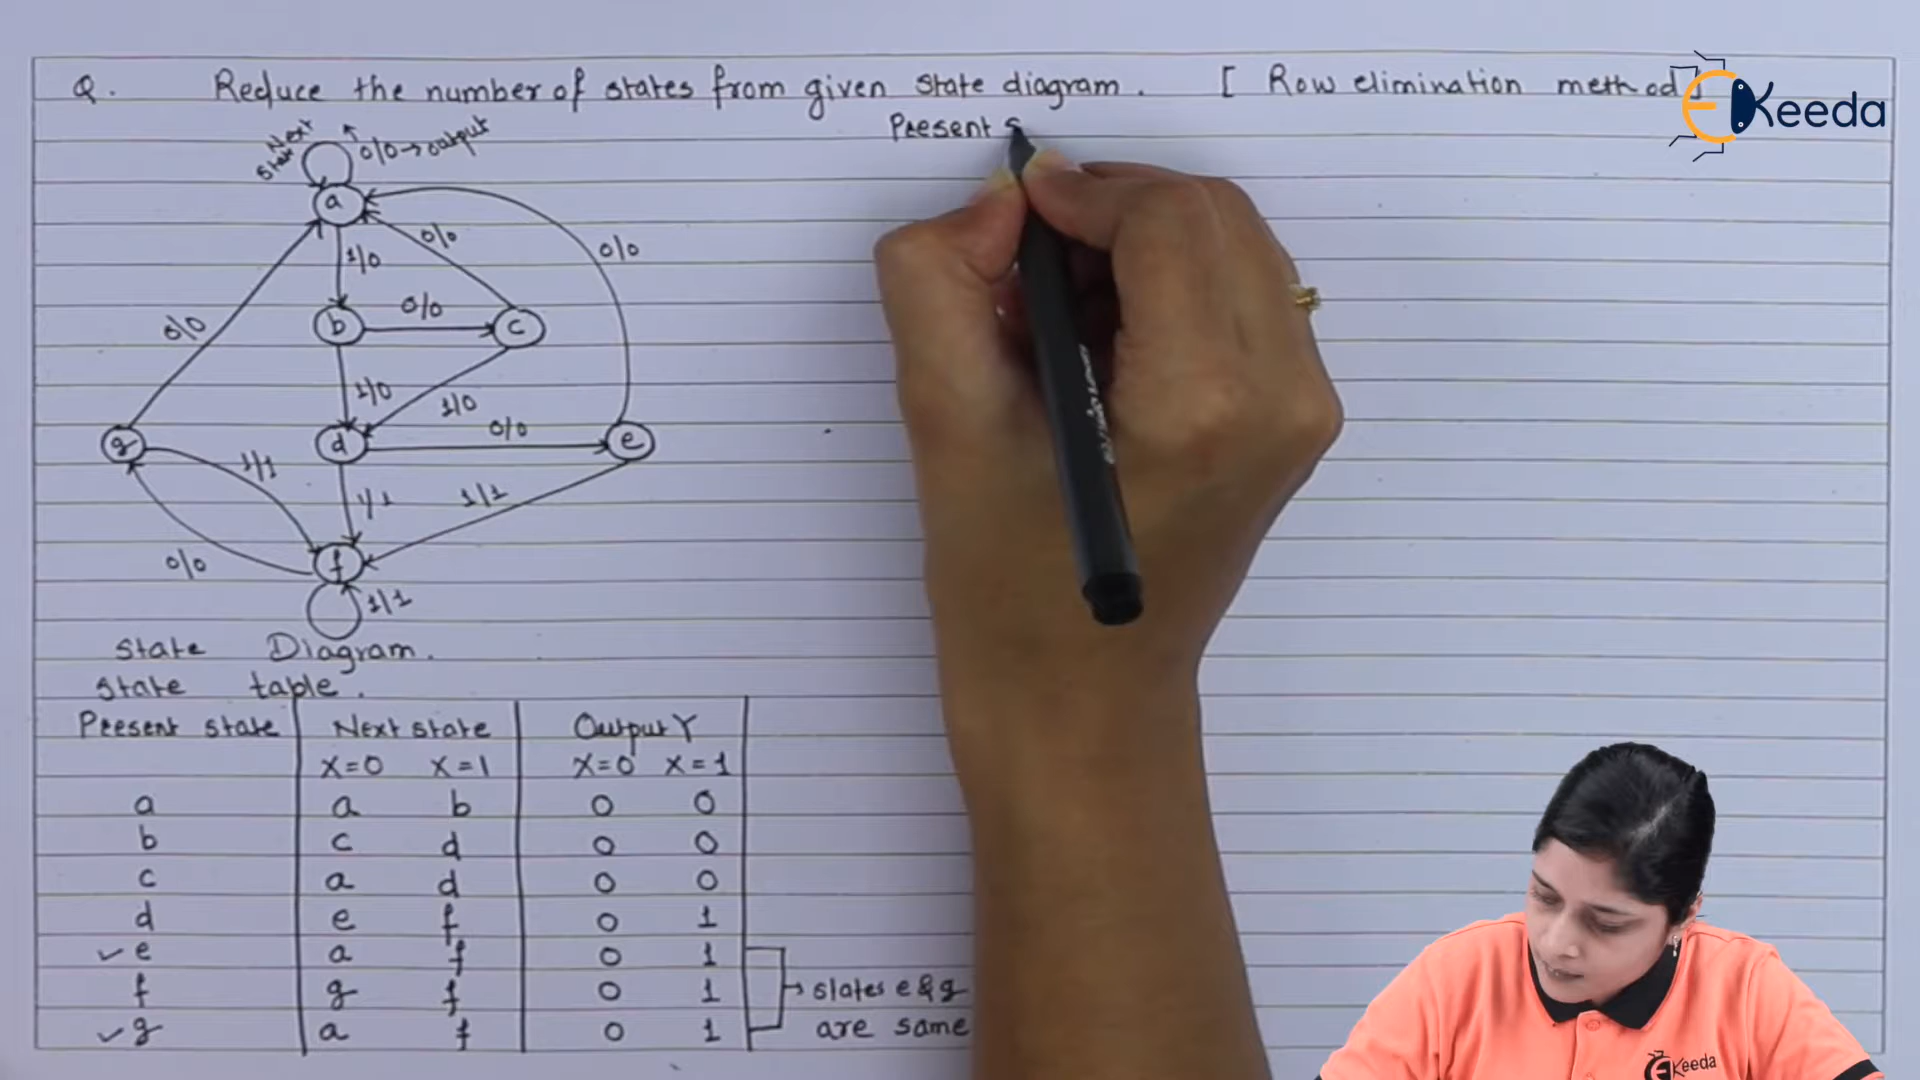 Q. Reduce the number of states from given state diagram. [ Row elimination method ]
EKeeda
Present s
Next state
0/0 → output
a
0/0
0/0
1/0
b
0/0
c
0/0
1/0
1/0
g
d
0/0
e
1/1
1/1
1/1
f
0/0
1/1
State Diagram.
State table.
Present state Next state Output Y
X=0 X=1 X=0 X=1
a a b 0 0
b c d 0 0
c a d 0 0
d e f 0 1
✓ e a f 0 1
f g f 0 1 → states e & g
✓ g a f 0 1 are same
EKeeda